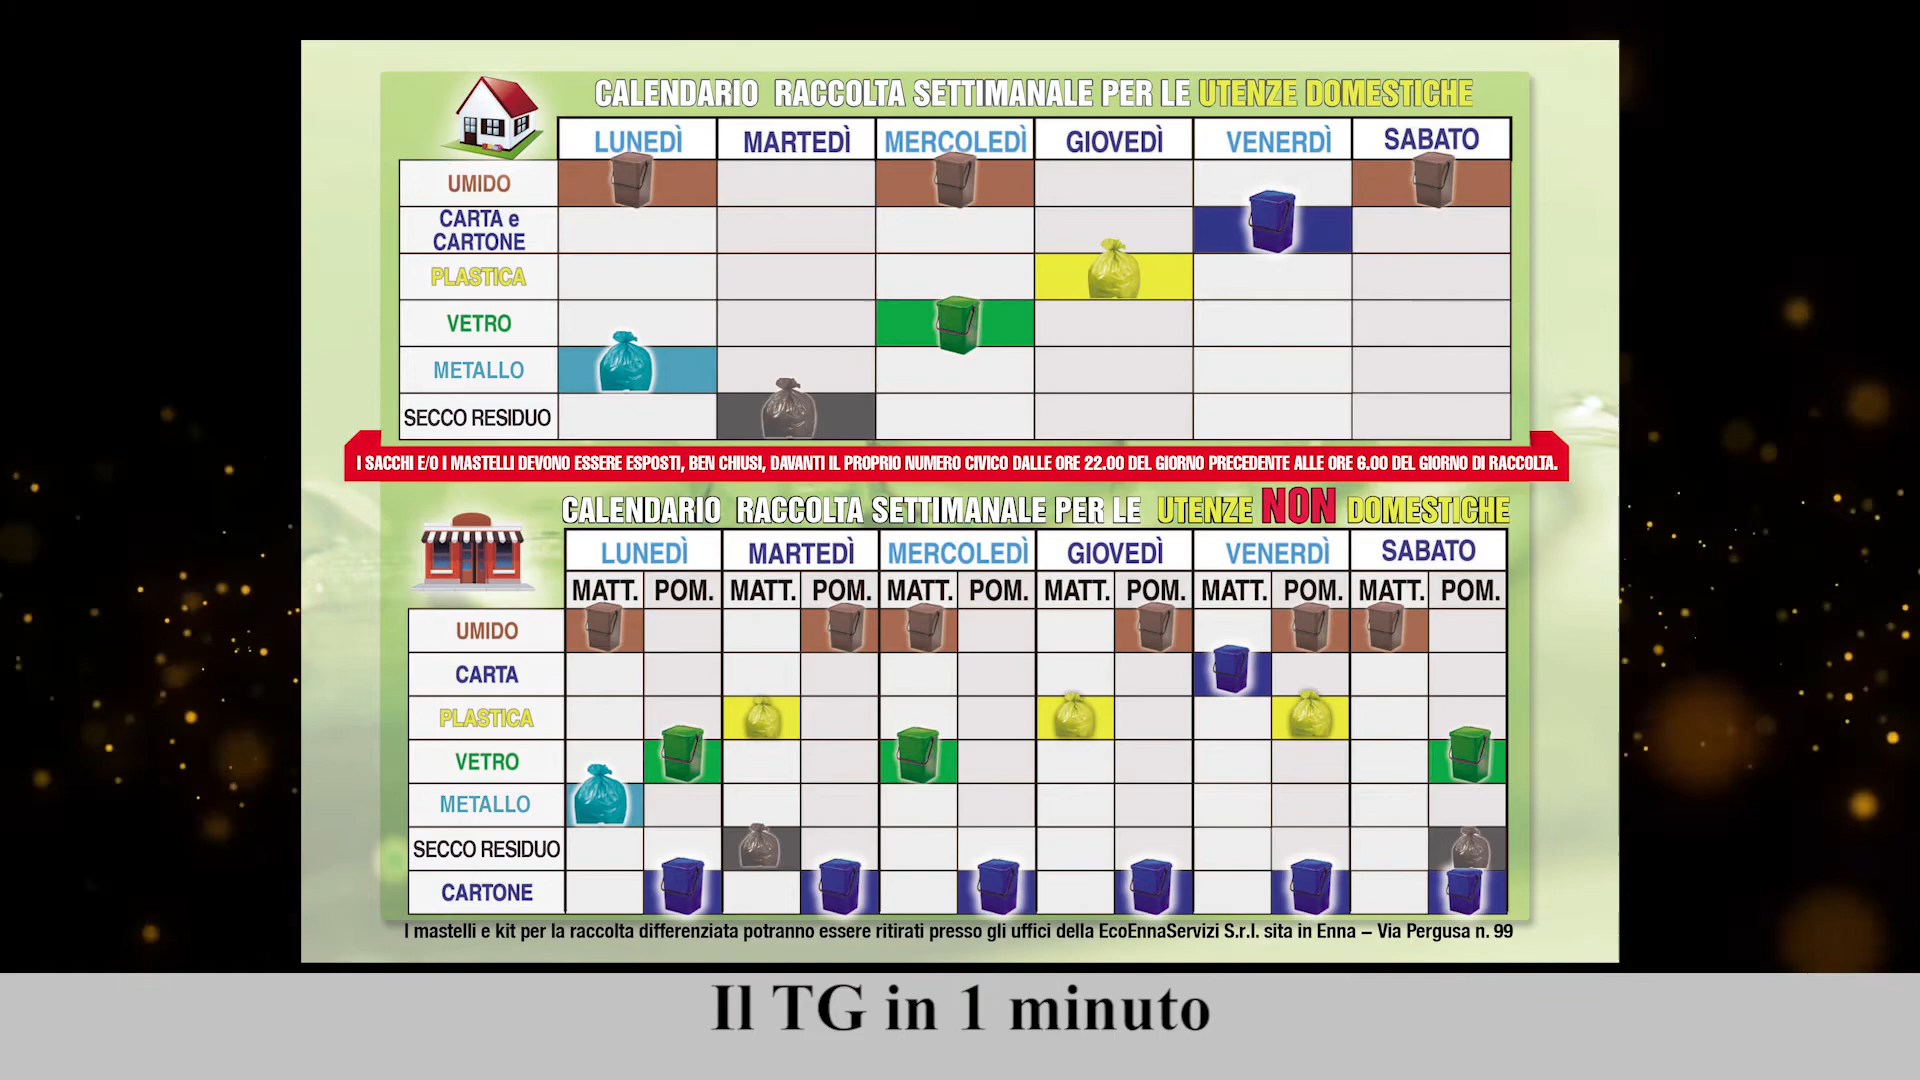 CALENDARIO RACCOLTA SETTIMANALE PER LE UTENZE DOMESTICHE
LUNEDÌ MARTEDÌ MERCOLEDÌ GIOVEDÌ VENERDÌ SABATO
UMIDO
CARTA e
CARTONE
PLASTICA
VETRO
METALLO
SECCO RESIDUO
I SACCHI E/O I MASTELLI DEVONO ESSERE ESPOSTI, BEN CHIUSI, DAVANTI IL PROPRIO NUMERO CIVICO DALLE ORE 22.00 DEL GIORNO PRECEDENTE ALLE ORE 6.00 DEL GIORNO DI RACCOLTA.
CALENDARIO RACCOLTA SETTIMANALE PER LE UTENZE NON DOMESTICHE
LUNEDÌ MARTEDÌ MERCOLEDÌ GIOVEDÌ VENERDÌ SABATO
MATT. POM. MATT. POM. MATT. POM. MATT. POM. MATT. POM. MATT. POM.
UMIDO
CARTA
PLASTICA
VETRO
METALLO
SECCO RESIDUO
CARTONE
I mastelli e kit per la raccolta differenziata potranno essere ritirati presso gli uffici della EcoEnnaServizi S.r.l. sita in Enna – Via Pergusa n. 99
Il TG in 1 minuto